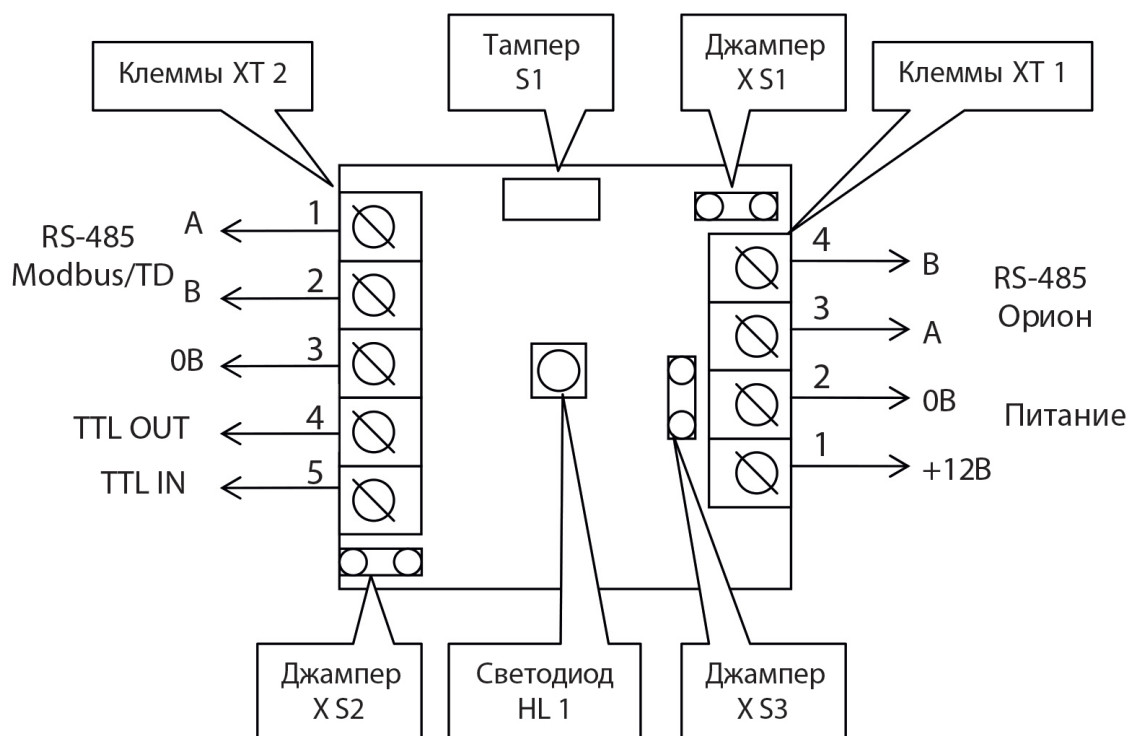 Клеммы XT 2
Тампер
S1
Джампер
X S1
Клеммы XT 1
RS-485
Modbus/TD
A
1
B
2
0В
3
TTL OUT
4
TTL IN
5
4
B
3
A
2
0В
1
+12В
RS-485
Орион
Питание
Джампер
X S2
Светодиод
HL 1
Джампер
X S3